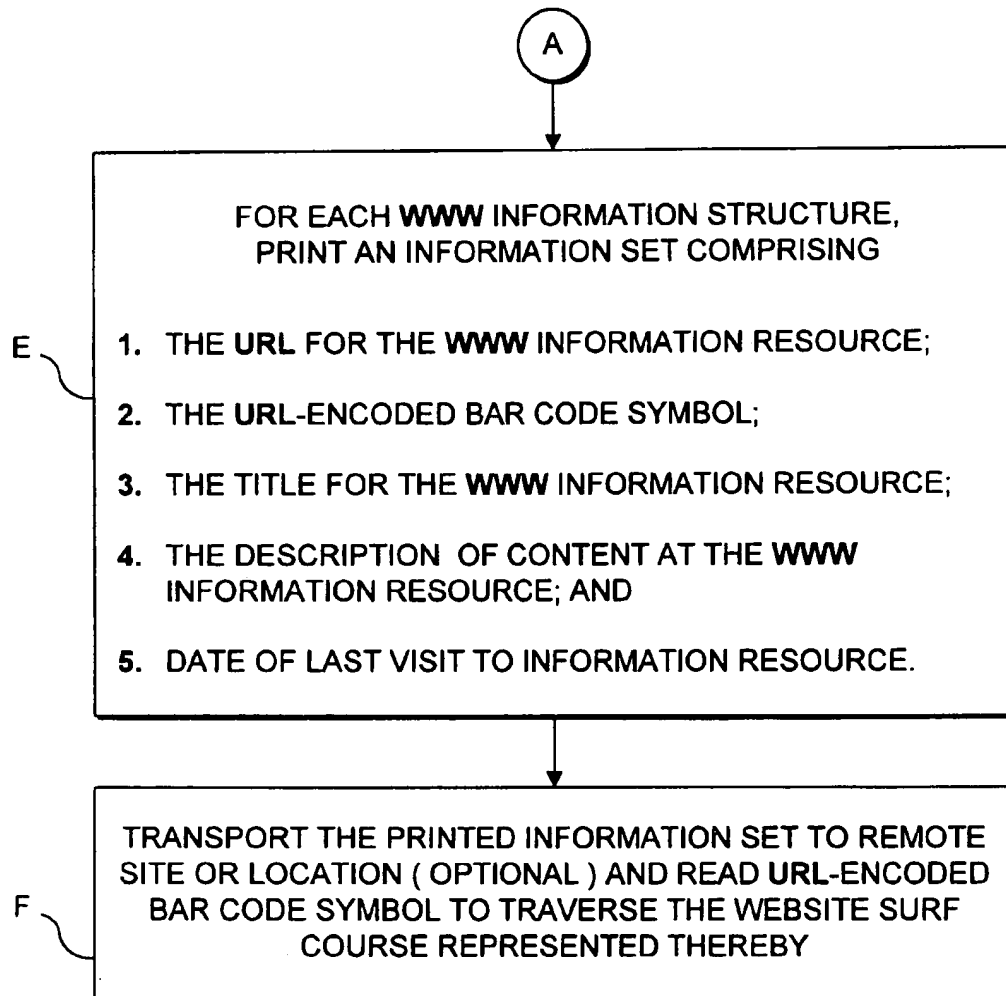 A
FOR EACH WWW INFORMATION STRUCTURE,
PRINT AN INFORMATION SET COMPRISING
E
1. THE URL FOR THE WWW INFORMATION RESOURCE;
2. THE URL-ENCODED BAR CODE SYMBOL;
3. THE TITLE FOR THE WWW INFORMATION RESOURCE;
4. THE DESCRIPTION OF CONTENT AT THE WWW
INFORMATION RESOURCE; AND
5. DATE OF LAST VISIT TO INFORMATION RESOURCE.
TRANSPORT THE PRINTED INFORMATION SET TO REMOTE
SITE OR LOCATION ( OPTIONAL ) AND READ URL-ENCODED
F
BAR CODE SYMBOL TO TRAVERSE THE WEBSITE SURF
COURSE REPRESENTED THEREBY